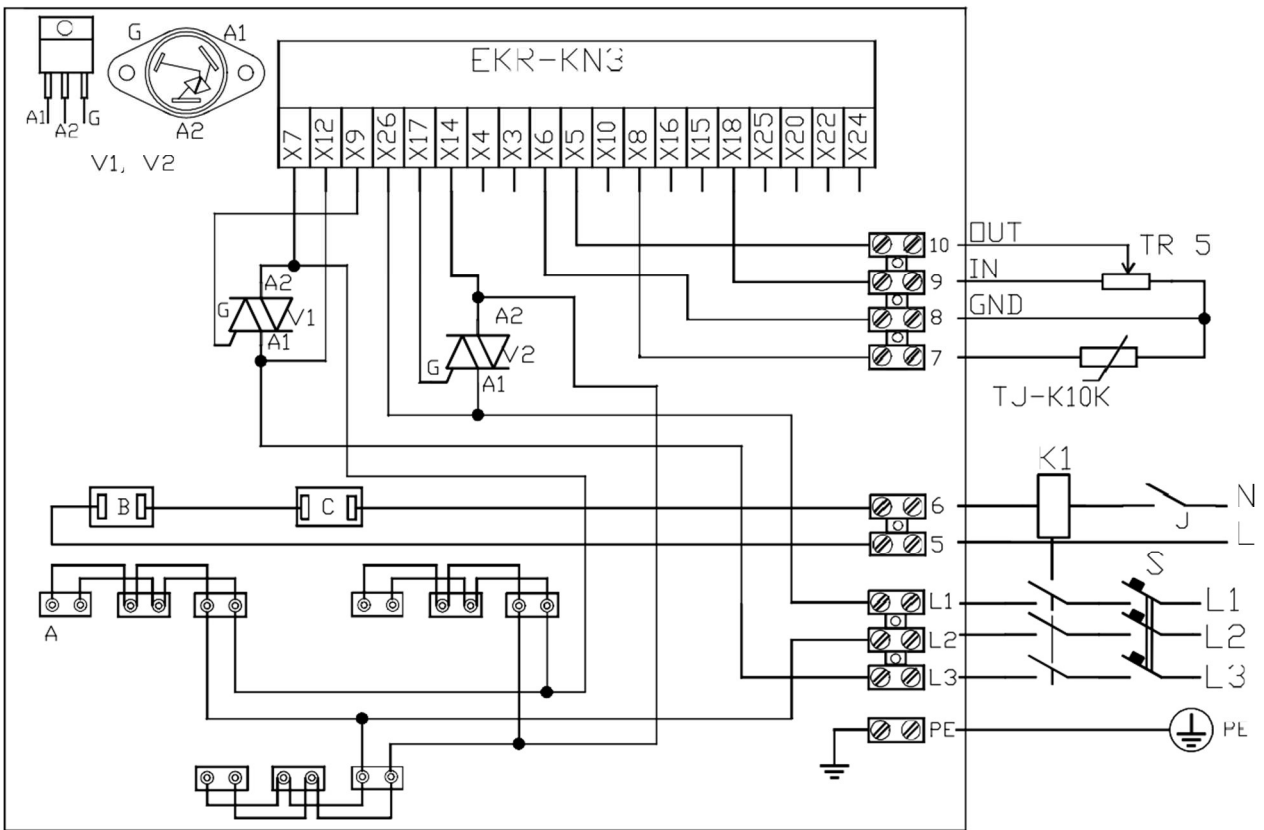 EKR-KN3
G
A1
A1
A2
G
A2
V1, V2
X7 X12 X9 X26 X17 X14 X4 X3 X6 X5 X10 X8 X16 X15 X18 X25 X20 X22 X24
A2
G
V1
A1
A2
V2
G
A1
10 OUT
TR 5
9 IN
8 GND
7
TJ-K10K
K1
B
C
6
J
N
5
L
S
A
L1
L1
L2
L2
L3
L3
PE
PE